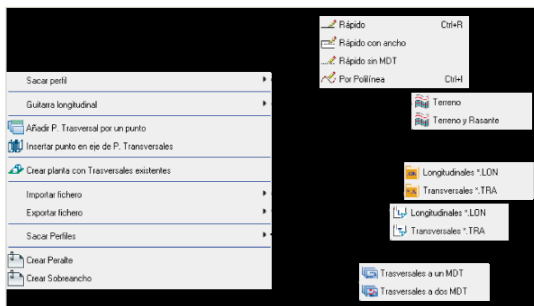 Rápido Ctrl+R
Rápido con ancho
Rápido sin MDT
Por Polilínea Ctrl+I
Sacar perfil
Guitarra longitudinal
Terreno
Terreno y Rasante
Añadir P. Trasversal por un punto
Insertar punto en eje de P. Transversales
Crear planta con Trasversales existentes
Importar fichero
Longitudinales *.LON
Transversales *.TRA
Exportar fichero
Longitudinales *.LON
Transversales *.TRA
Sacar Perfiles
Crear Peralte
Crear Sobreancho
Trasversales a un MDT
Trasversales a dos MDT